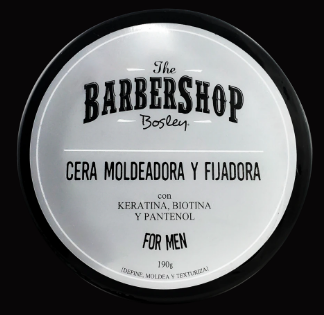 The
BARBERSHOP
Bosley
CERA MOLDEADORA Y FIJADORA
con
KERATINA, BIOTINA
Y PANTENOL
FOR MEN
190g
(DEFINE, MOLDEA Y TEXTURIZA)